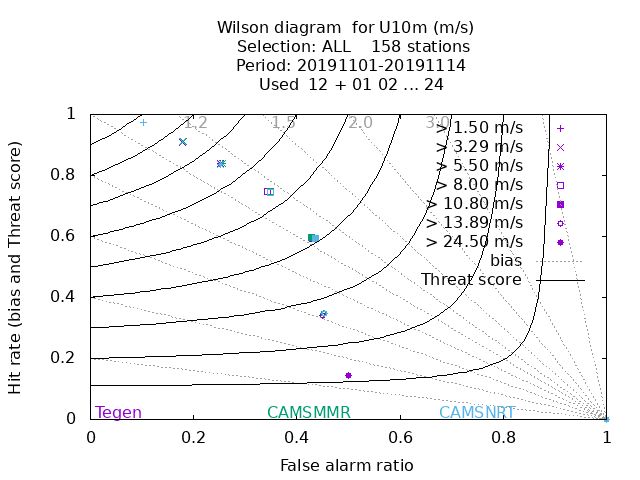 Wilson diagram  for U10m (m/s)
Selection: ALL    158 stations
Period: 20191101-20191114
Used  12 + 01 02 ... 24
1.2 1.5 2.0 3.0
> 1.50 m/s
> 3.29 m/s
> 5.50 m/s
> 8.00 m/s
> 10.80 m/s
> 13.89 m/s
> 24.50 m/s
bias
Threat score
Hit rate (bias and Threat score)
1
0.8
0.6
0.4
0.2
0
Tegen CAMSMMR CAMSNRT
0 0.2 0.4 0.6 0.8 1
False alarm ratio